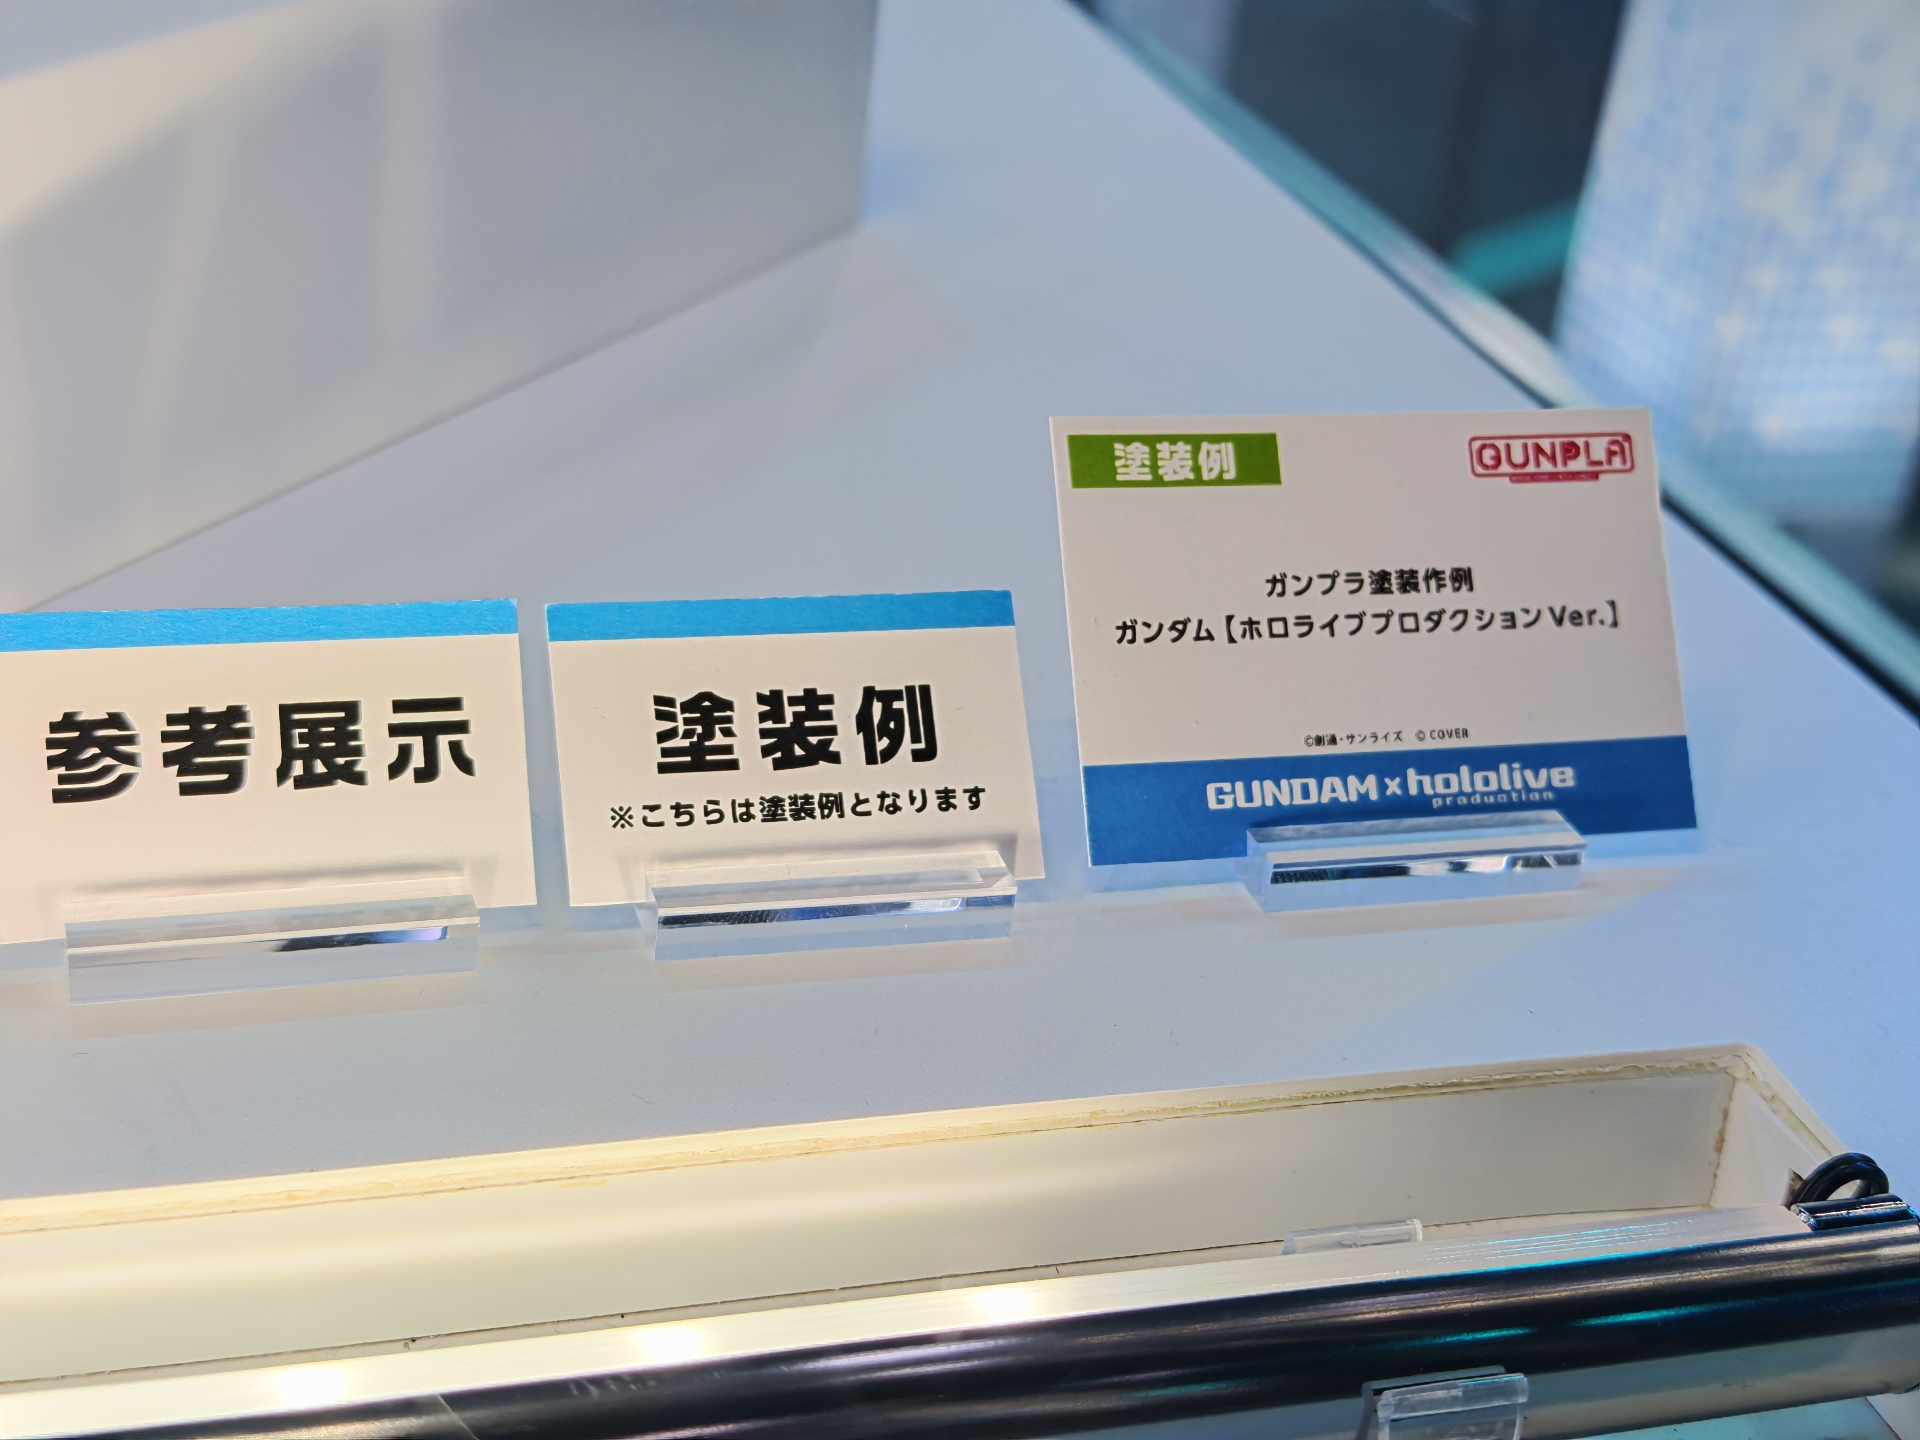 参考展示
塗装例
※こちらは塗装例となります
塗装例
GUNPLA
ガンプラ塗装作例
ガンダム【ホロライブプロダクションVer.】
©創通・サンライズ © COVER
GUNDAM×hololive
production